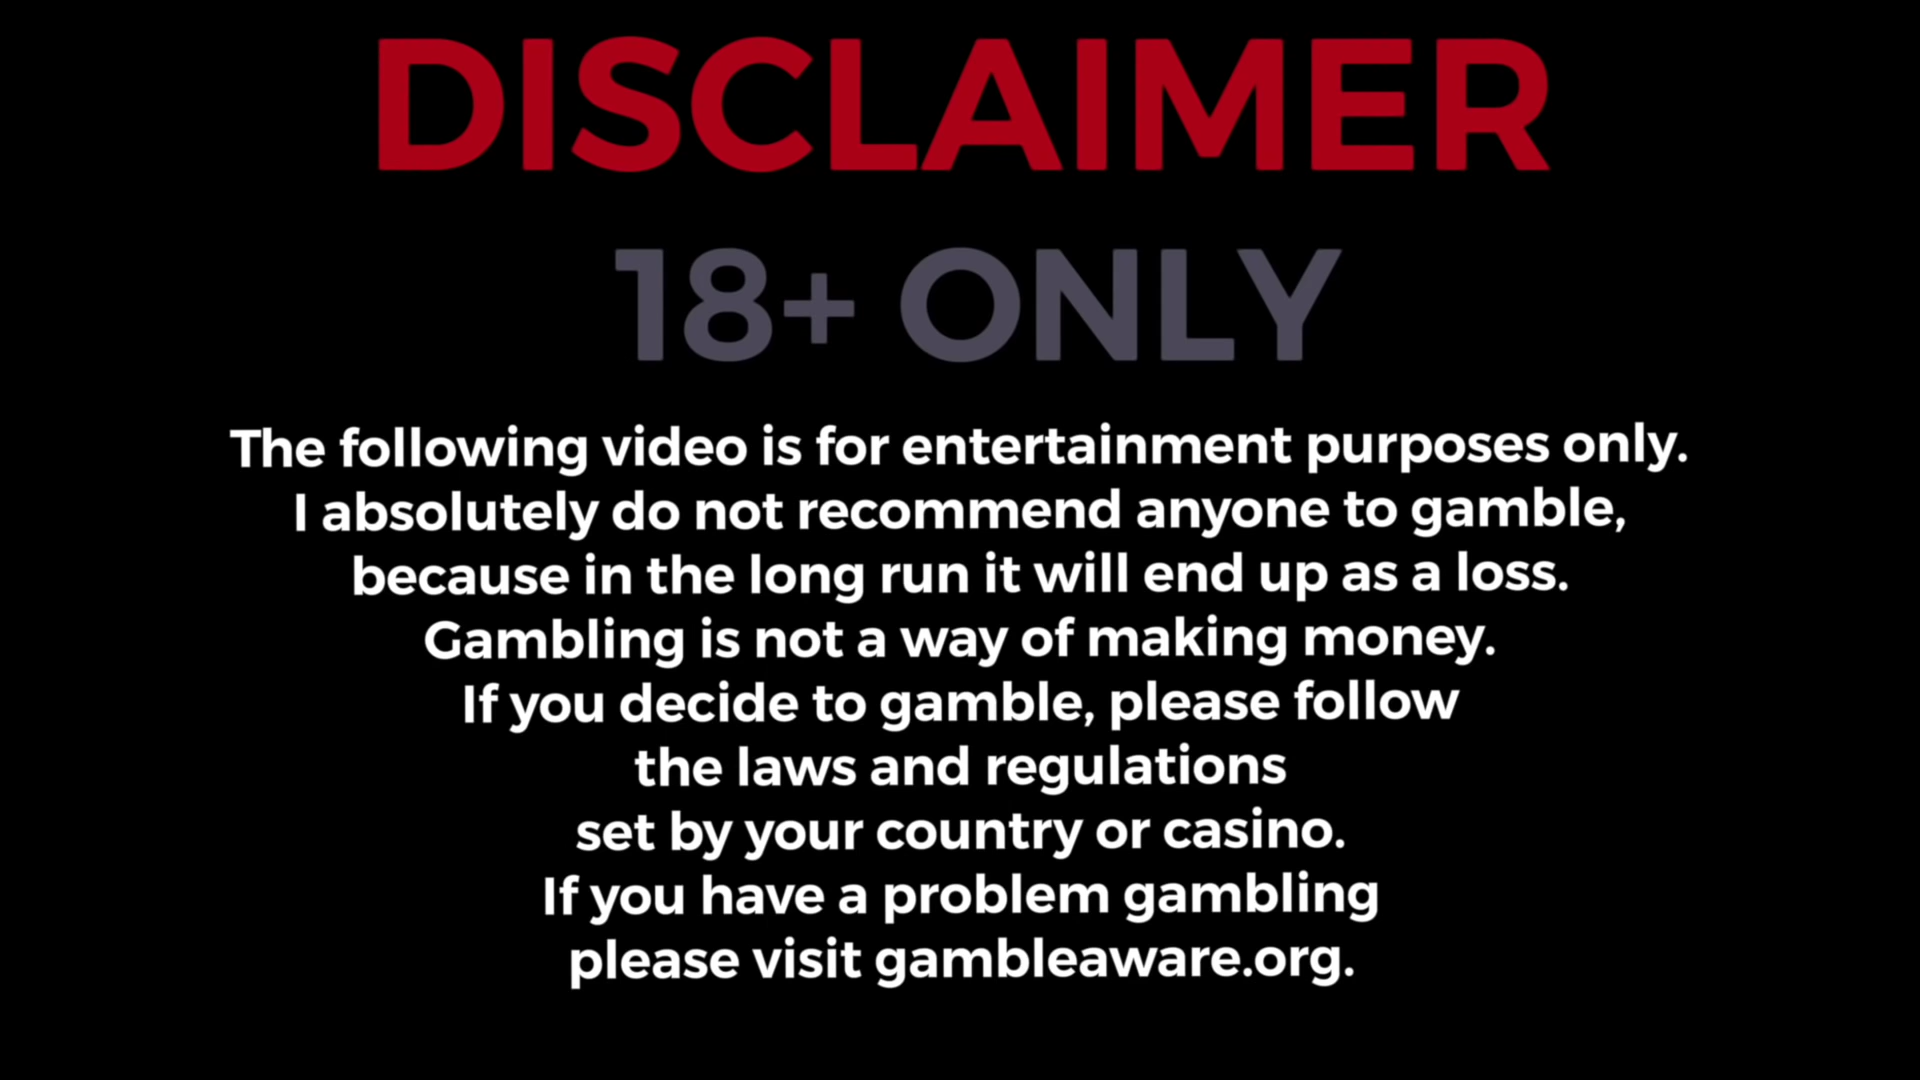 DISCLAIMER
18+ ONLY
The following video is for entertainment purposes only.
I absolutely do not recommend anyone to gamble,
because in the long run it will end up as a loss.
Gambling is not a way of making money.
If you decide to gamble, please follow
the laws and regulations
set by your country or casino.
If you have a problem gambling
please visit gambleaware.org.